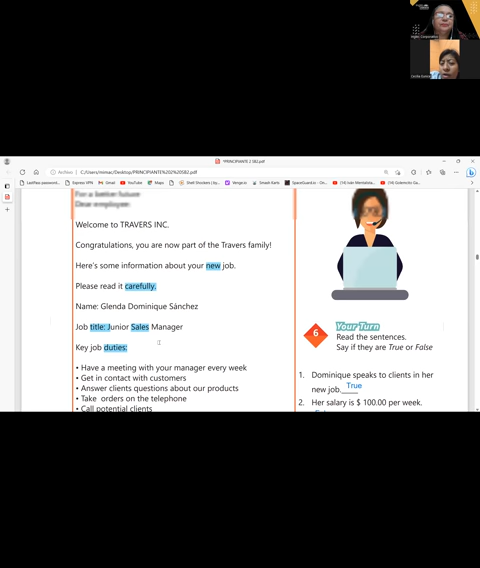 *PRINCIPIANTE 2 SB2.pdf
Archivo
C:/Users/mimac/Desktop/PRINCIPIANTE%202%20SB2.pdf
Express VPN
Gmail
YouTube
Maps
Welcome to TRAVERS INC.
Congratulations, you are now part of the Travers family!
Here's some information about your new job.
Please read it carefully.
Name: Glenda Dominique Sánchez
Job title: Junior Sales Manager
Key job duties:
• Have a meeting with your manager every week
• Get in contact with customers
• Answer clients questions about our products
• Take orders on the telephone
• Call potential clients
6
Your Turn
Read the sentences.
Say if they are True or False
1. Dominique speaks to clients in her
new job. True
2. Her salary is $ 100.00 per week.